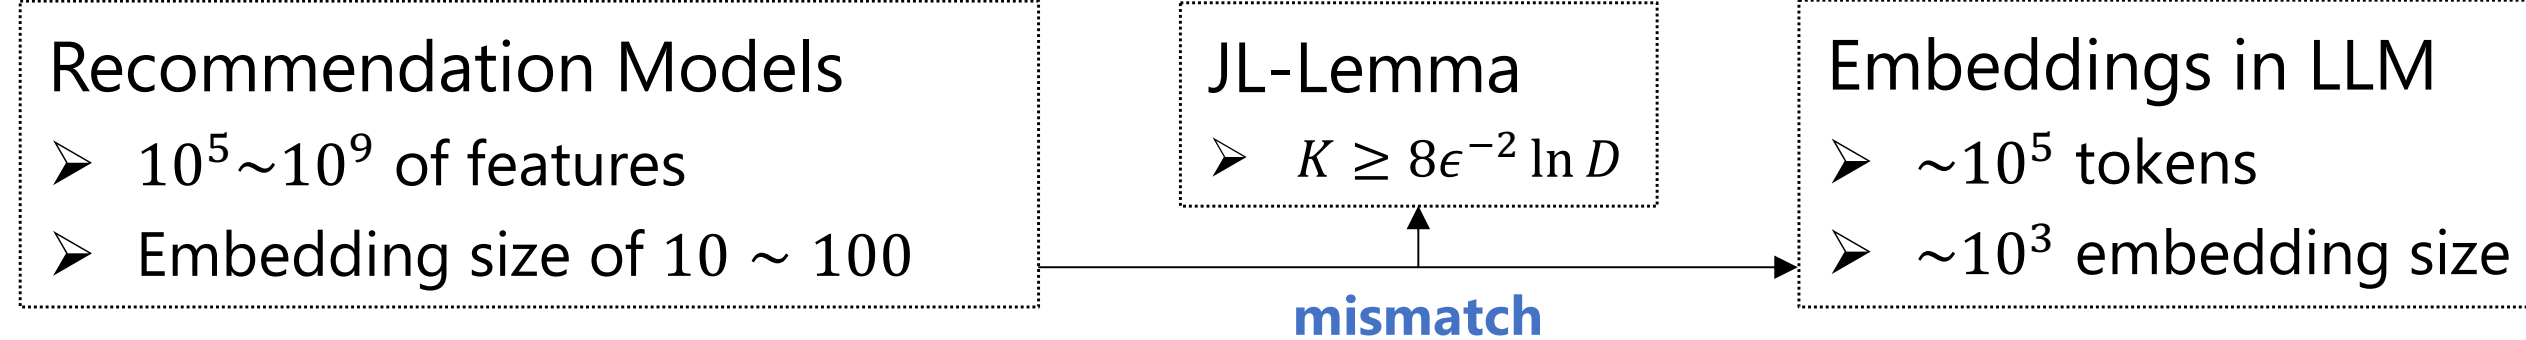 Recommendation Models
➢ 10⁵~10⁹ of features
➢ Embedding size of 10 ~ 100
JL-Lemma
➢ K ≥ 8ϵ⁻² ln D
mismatch
Embeddings in LLM
➢ ~10⁵ tokens
➢ ~10³ embedding size